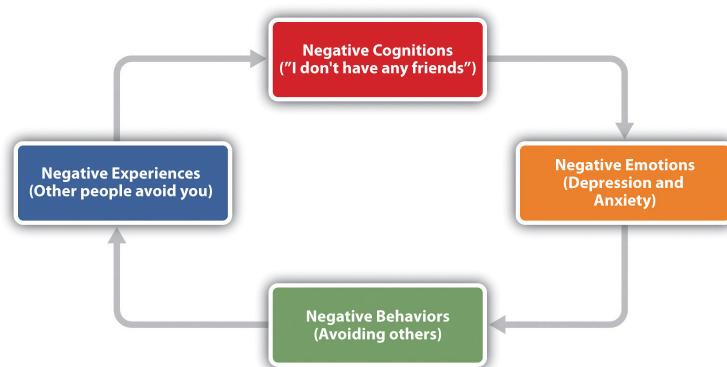 Negative Cognitions
(”I don't have any friends”)
Negative Emotions
(Depression and
Anxiety)
Negative Behaviors
(Avoiding others)
Negative Experiences
(Other people avoid you)